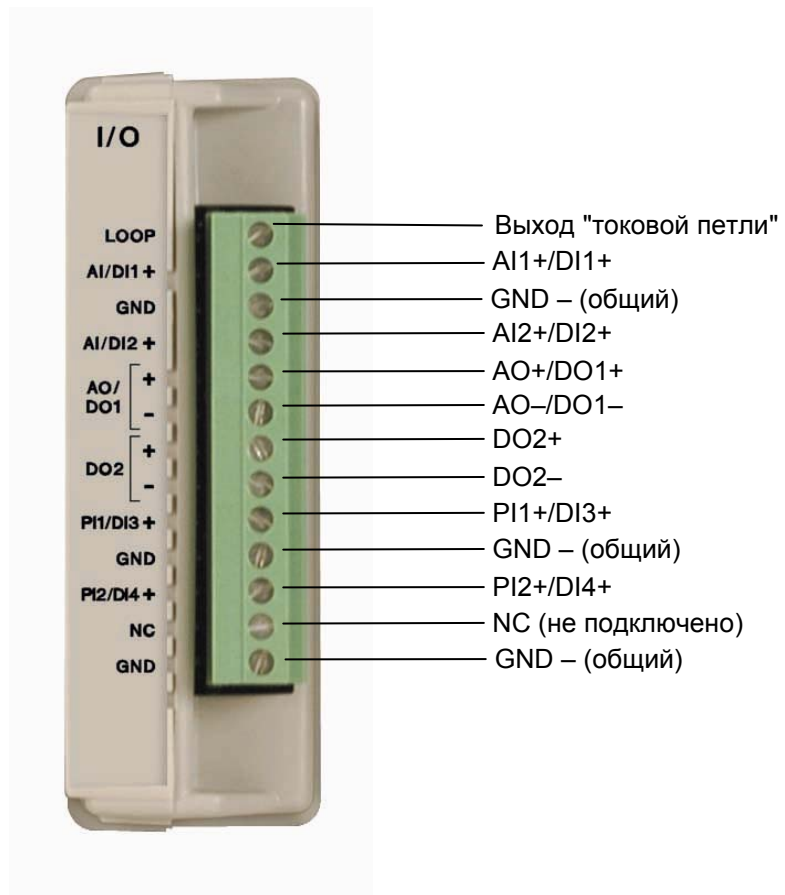 I/O
LOOP
Выход "токовой петли"
AI/DI1 +
AI1+/DI1+
GND
GND – (общий)
AI/DI2 +
AI2+/DI2+
AO/
DO1
+
AO+/DO1+
-
AO–/DO1–
DO2
+
DO2+
-
DO2–
PI1/DI3 +
PI1+/DI3+
GND
GND – (общий)
PI2/DI4 +
PI2+/DI4+
NC
NC (не подключено)
GND
GND – (общий)